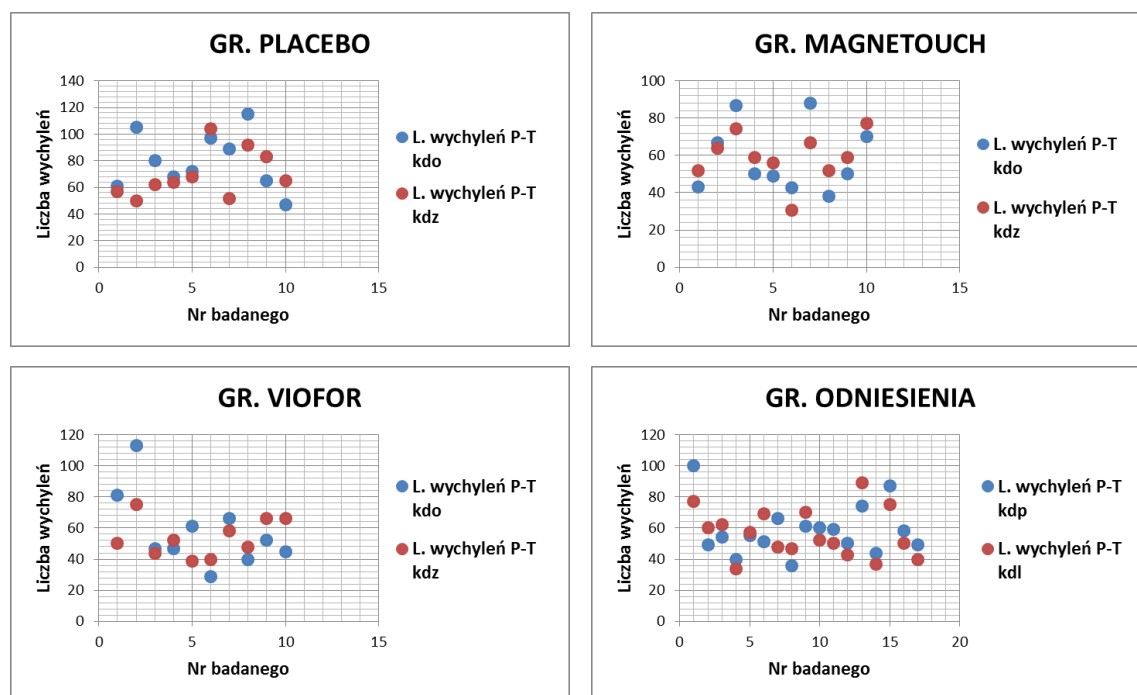 GR. PLACEBO
140
120
100
80
60
40
20
0
0 5 10 15
Liczba wychyleń
Nr badanego
L. wychyleń P-T
kdo
L. wychyleń P-T
kdz
GR. MAGNETOUCH
100
80
60
40
20
0
0 5 10 15
Liczba wychyleń
Nr badanego
L. wychyleń P-T
kdo
L. wychyleń P-T
kdz
GR. VIOFOR
120
100
80
60
40
20
0
0 5 10 15
Liczba wychyleń
Nr badanego
L. wychyleń P-T
kdo
L. wychyleń P-T
kdz
GR. ODNIESIENIA
120
100
80
60
40
20
0
0 5 10 15 20
Liczba wychyleń
Nr badanego
L. wychyleń P-T
kdp
L. wychyleń P-T
kdl